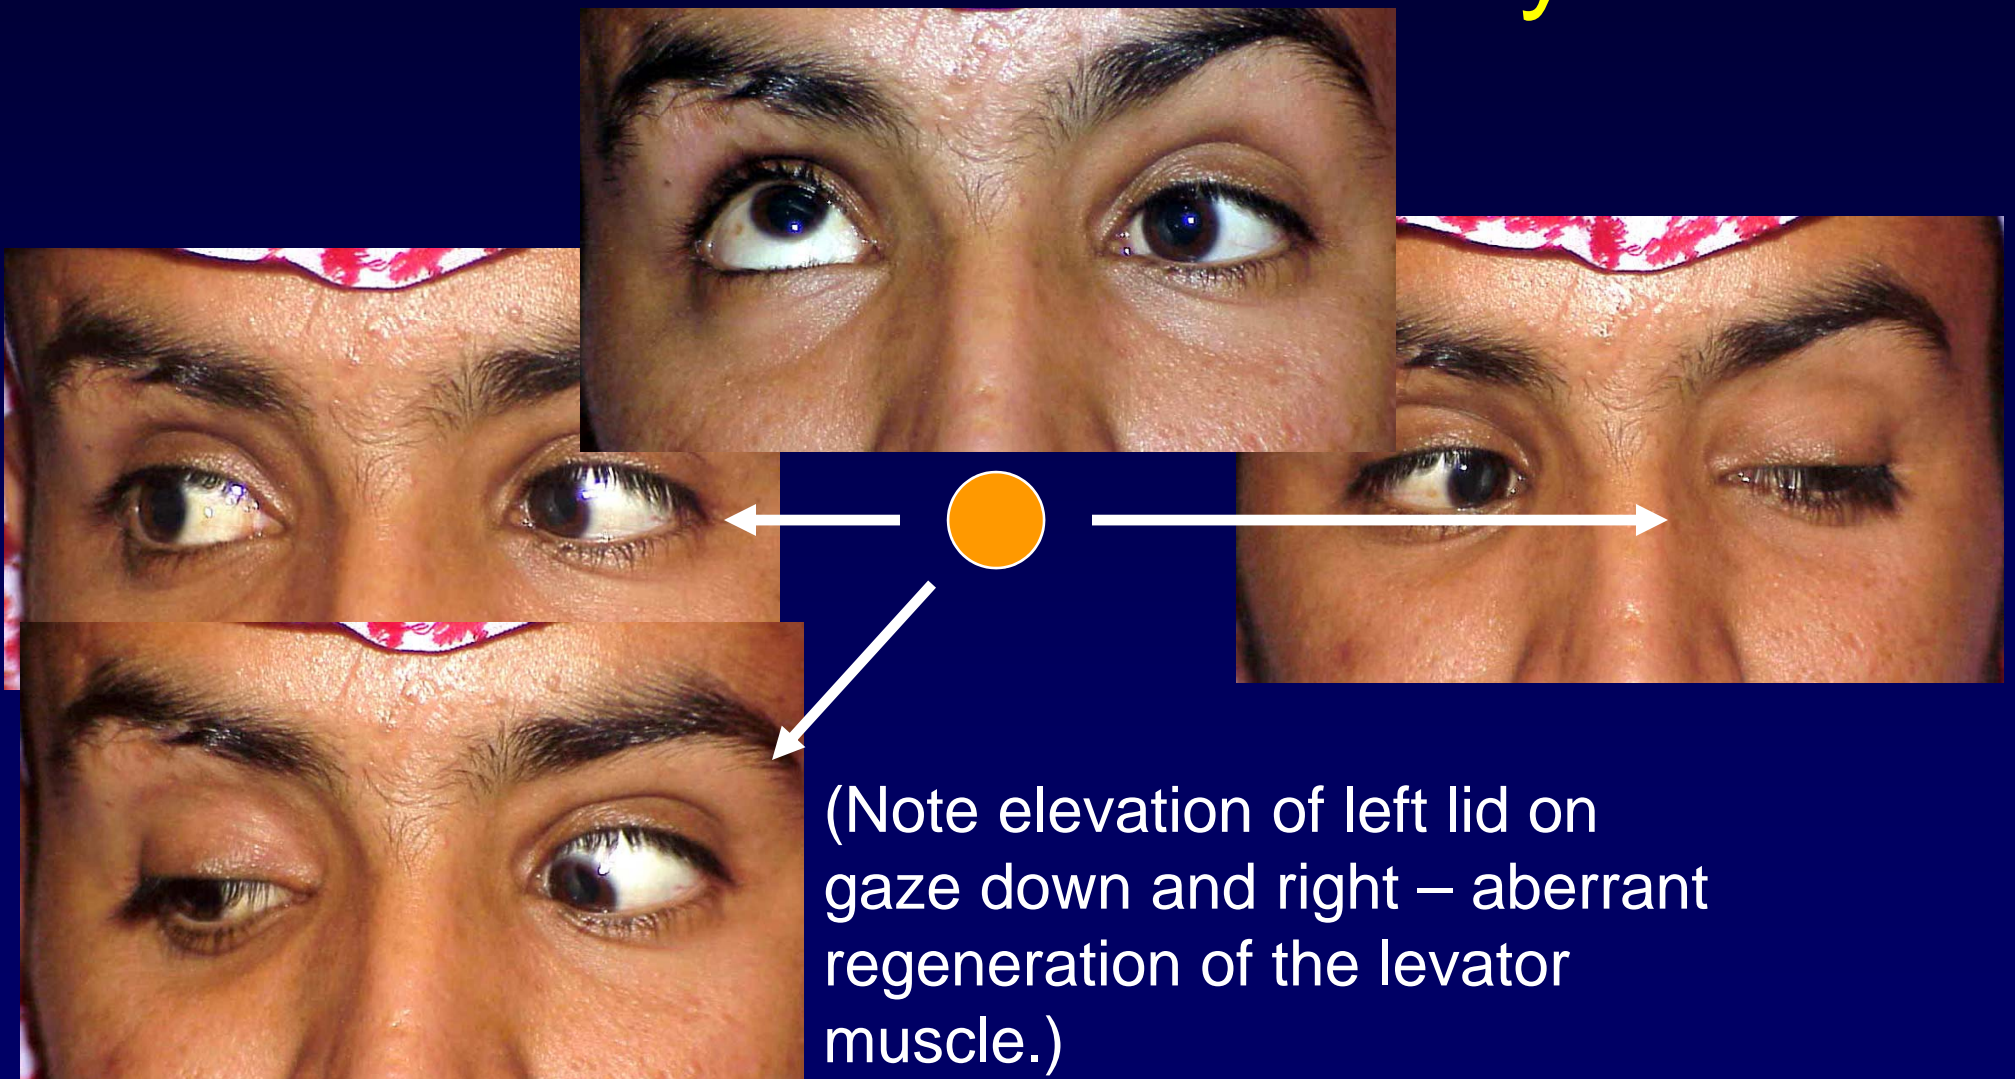 (Note elevation of left lid on
gaze down and right – aberrant
regeneration of the levator
muscle.)